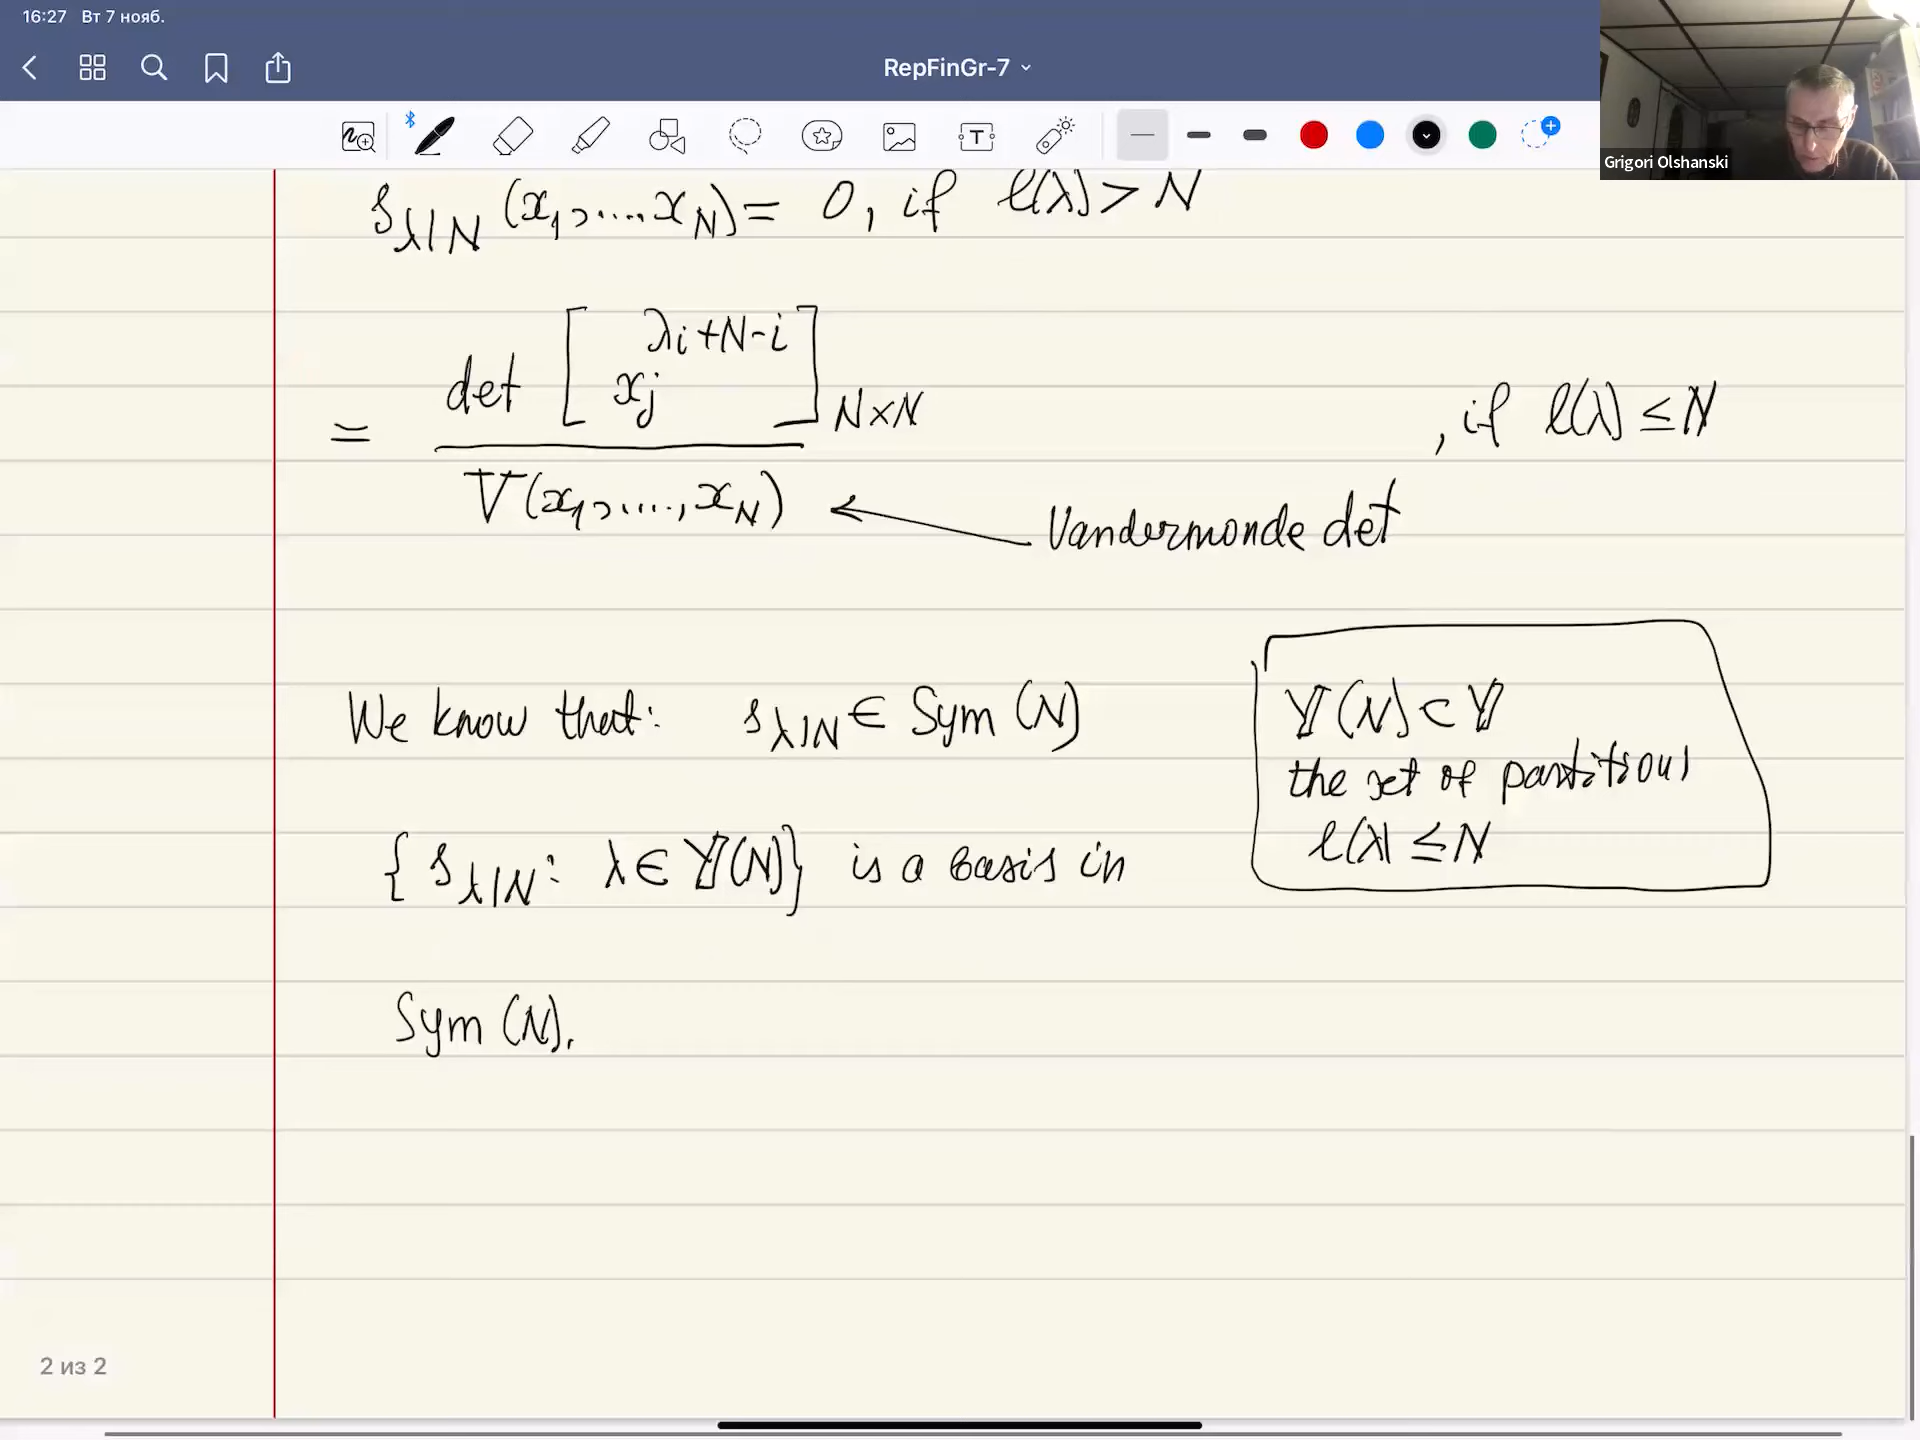 16:27 Вт 7 нояб.
RepFinGr-7
Grigori Olshanski
s_{λ|N} (x_1, ..., x_N) = 0, if ℓ(λ) > N
= det [x_j^{λ_i+N-i}]_{N×N} / V(x_1, ...., x_N) , if ℓ(λ) ≤ N
← Vandermonde det
We know that: s_{λ|N} ∈ Sym (N)
𝕐(N) ⊂ 𝕐
the set of partitions
ℓ(λ) ≤ N
{s_{λ|N}: λ ∈ 𝕐(N)} is a basis in
Sym (N).
2 из 2